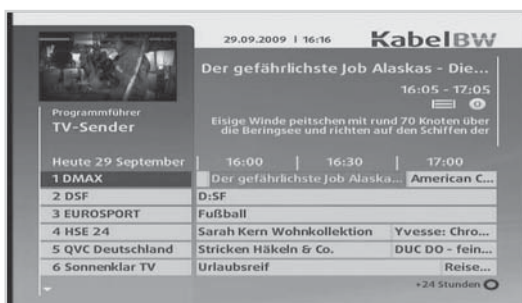 29.09.2009 | 16:16 KabelBW
Der gefährlichste Job Alaskas - Die...
16:05 - 17:05
0
Programmführer
TV-Sender
Eisige Winde peitschen mit rund 70 Knoten über
die Beringsee und richten auf den Schiffen der
Heute 29 September | 16:00 | 16:30 | 17:00
1 DMAX Der gefährlichste Job Alaska... American C...
2 DSF D:SF
3 EUROSPORT Fußball
4 HSE 24 Sarah Kern Wohnkollektion Yvesse: Chro...
5 QVC Deutschland Stricken Häkeln & Co. DUC DO - fein...
6 Sonnenklar TV Urlaubsreif Reise...
+24 Stunden